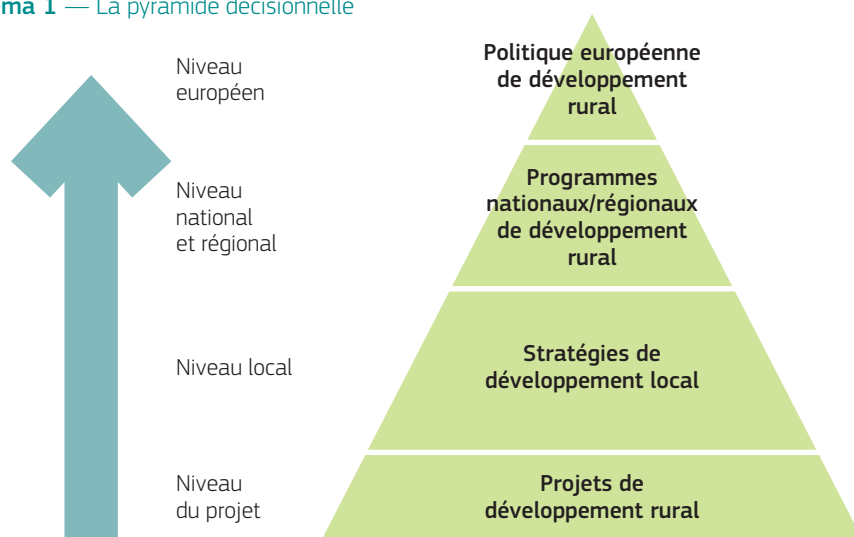 ma 1 — La pyramide décisionnelle
Niveau
européen
Politique européenne
de développement
rural
Niveau
national
et régional
Programmes
nationaux/régionaux
de développement
rural
Niveau local
Stratégies de
développement local
Niveau
du projet
Projets de
développement rural